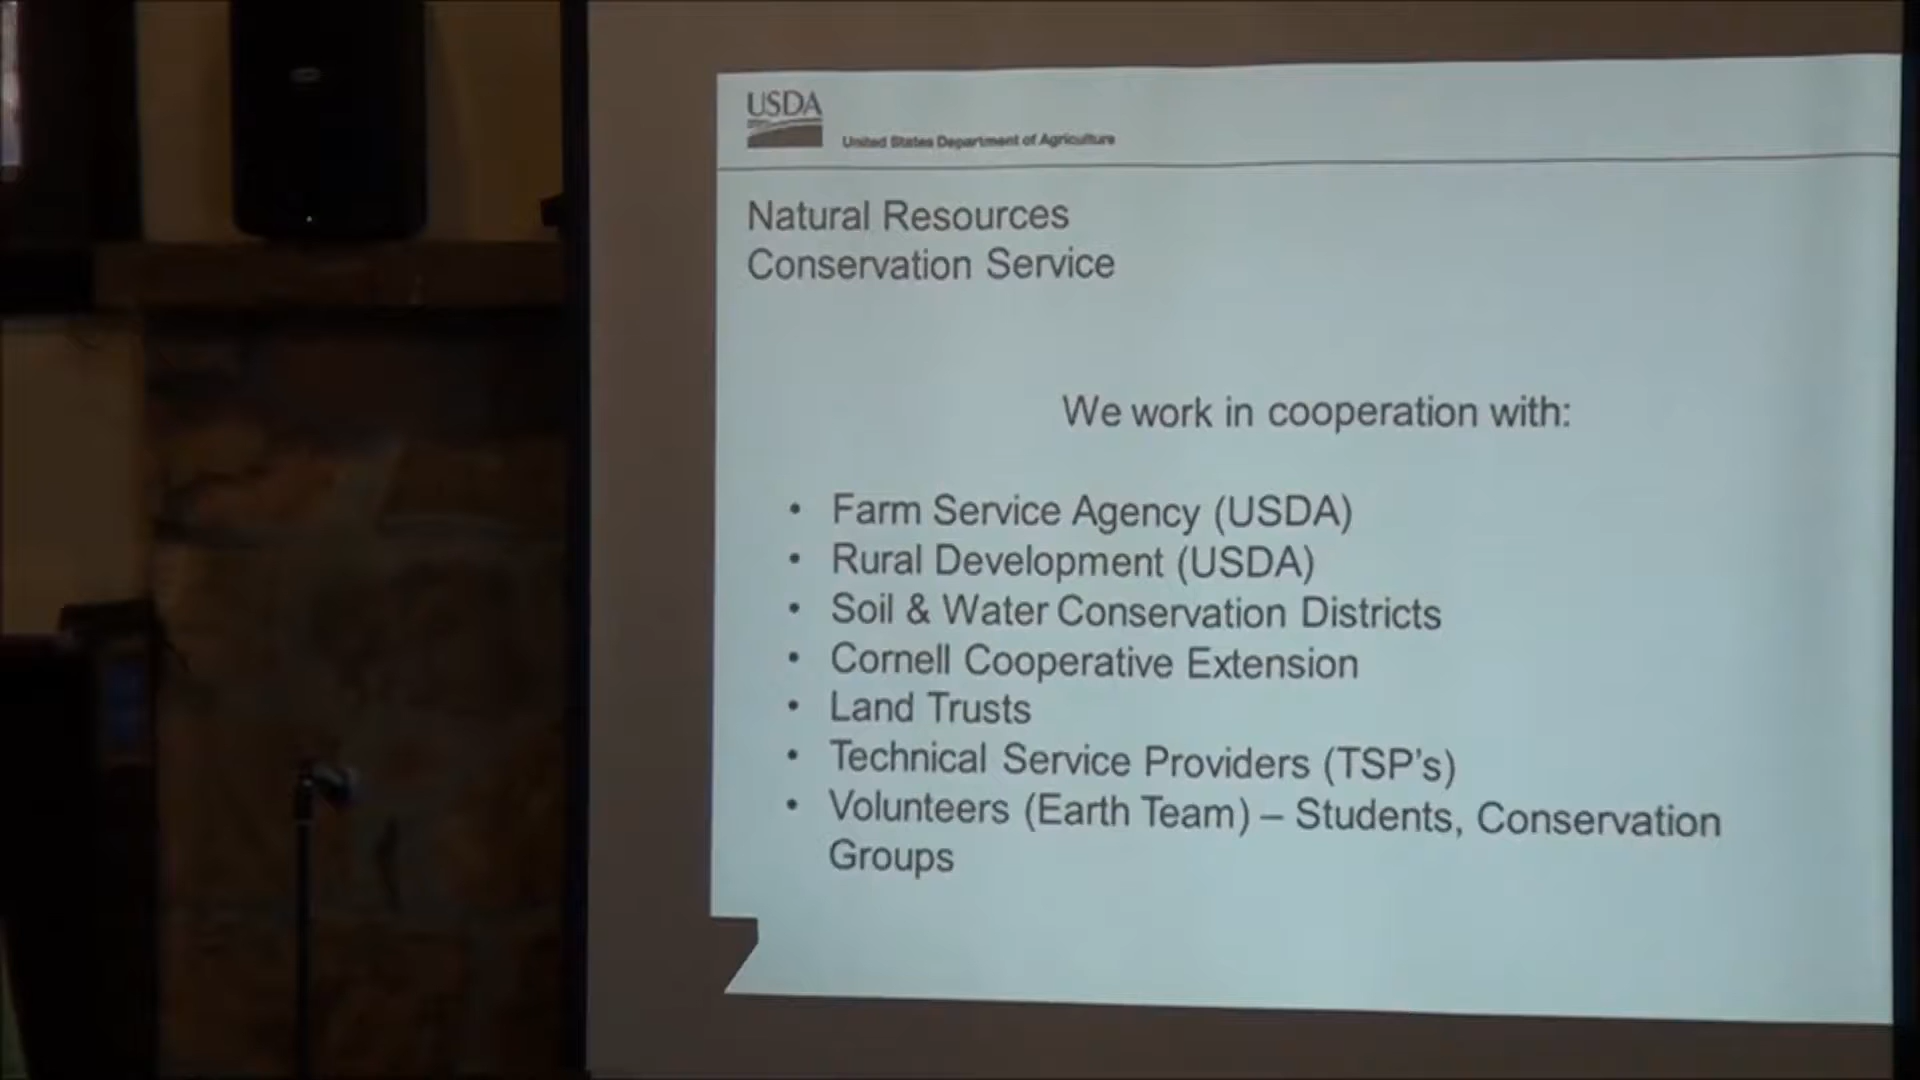 USDA
United States Department of Agriculture
Natural Resources
Conservation Service
We work in cooperation with:
• Farm Service Agency (USDA)
• Rural Development (USDA)
• Soil & Water Conservation Districts
• Cornell Cooperative Extension
• Land Trusts
• Technical Service Providers (TSP's)
• Volunteers (Earth Team) – Students, Conservation
Groups